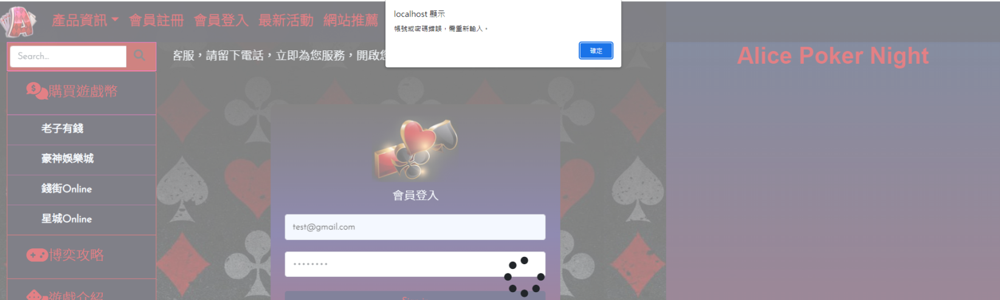 localhost 顯示
帳號或密碼錯誤，需重新輸入。
確定
產品資訊 會員註冊 會員登入 最新活動 網站推薦
Search...
客服，請留下電話，立即為您服務，開啟
Alice Poker Night
購買遊戲幣
老子有錢
豪神娛樂城
錢街Online
星城Online
博奕攻略
遊戲介紹
A
會員登入
test@gmail.com
••••••••